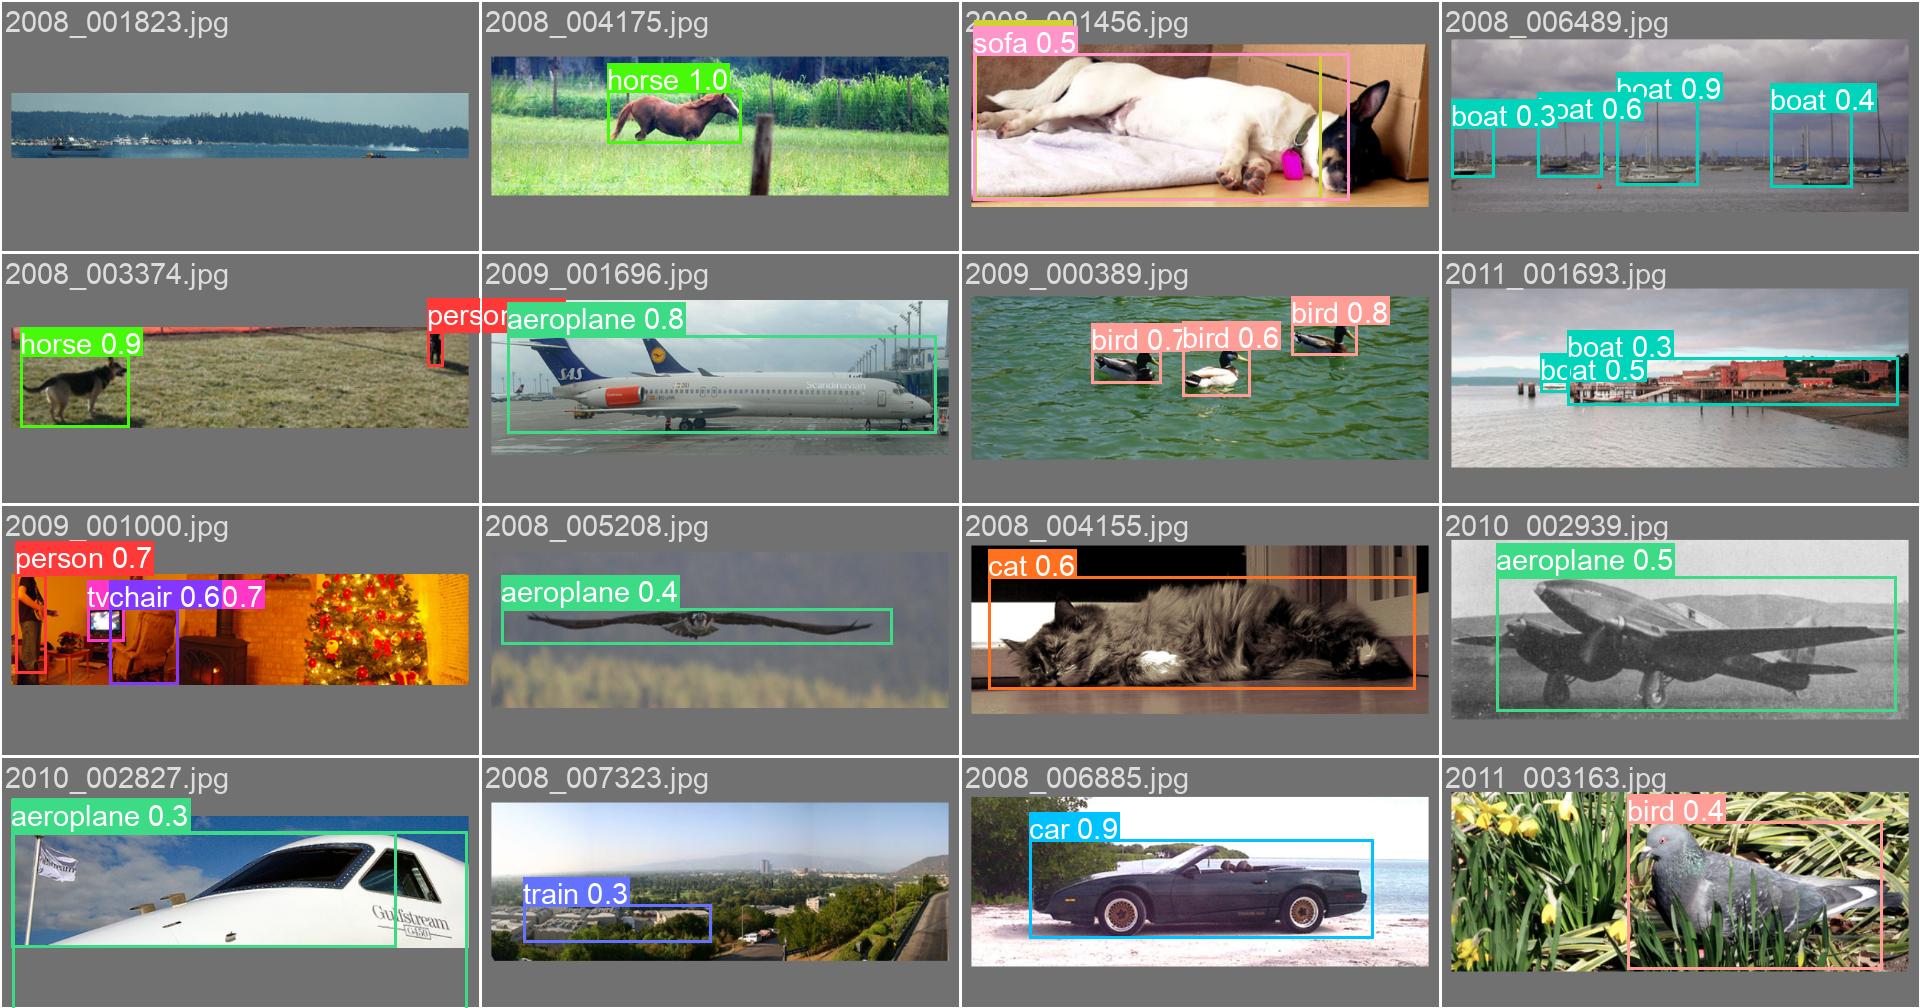 2008_001823.jpg
2008_004175.jpg
2008_001456.jpg
2008_006489.jpg
horse 1.0
sofa 0.5
boat 0.3
boat 0.6
boat 0.9
boat 0.4
2008_003374.jpg
2009_001696.jpg
2009_000389.jpg
2011_001693.jpg
horse 0.9
person
aeroplane 0.8
SAS
Scandinavian
bird 0.7
bird 0.6
bird 0.8
boat 0.3
boat 0.5
2009_001000.jpg
2008_005208.jpg
2008_004155.jpg
2010_002939.jpg
person 0.7
tv
chair 0.6
0.7
aeroplane 0.4
cat 0.6
aeroplane 0.5
2010_002827.jpg
2008_007323.jpg
2008_006885.jpg
2011_003163.jpg
aeroplane 0.3
Gulfstream
G450
train 0.3
car 0.9
bird 0.4